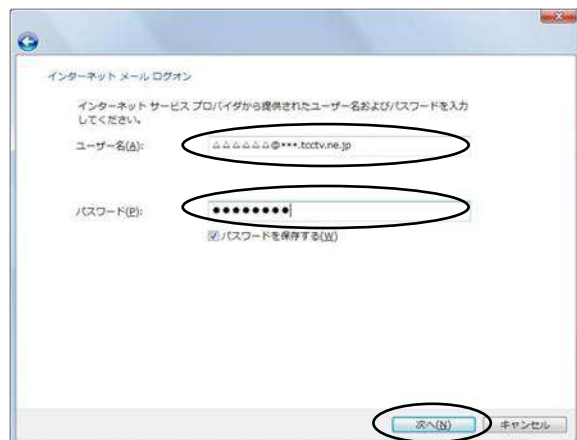 インターネット メール ログオン
インターネット サービス プロバイダから提供されたユーザー名およびパスワードを入力
してください。
ユーザー名(A):
△△△△△△@***.tcctv.ne.jp
パスワード(P):
●●●●●●●●
パスワードを保存する(W)
次へ(N)
キャンセル